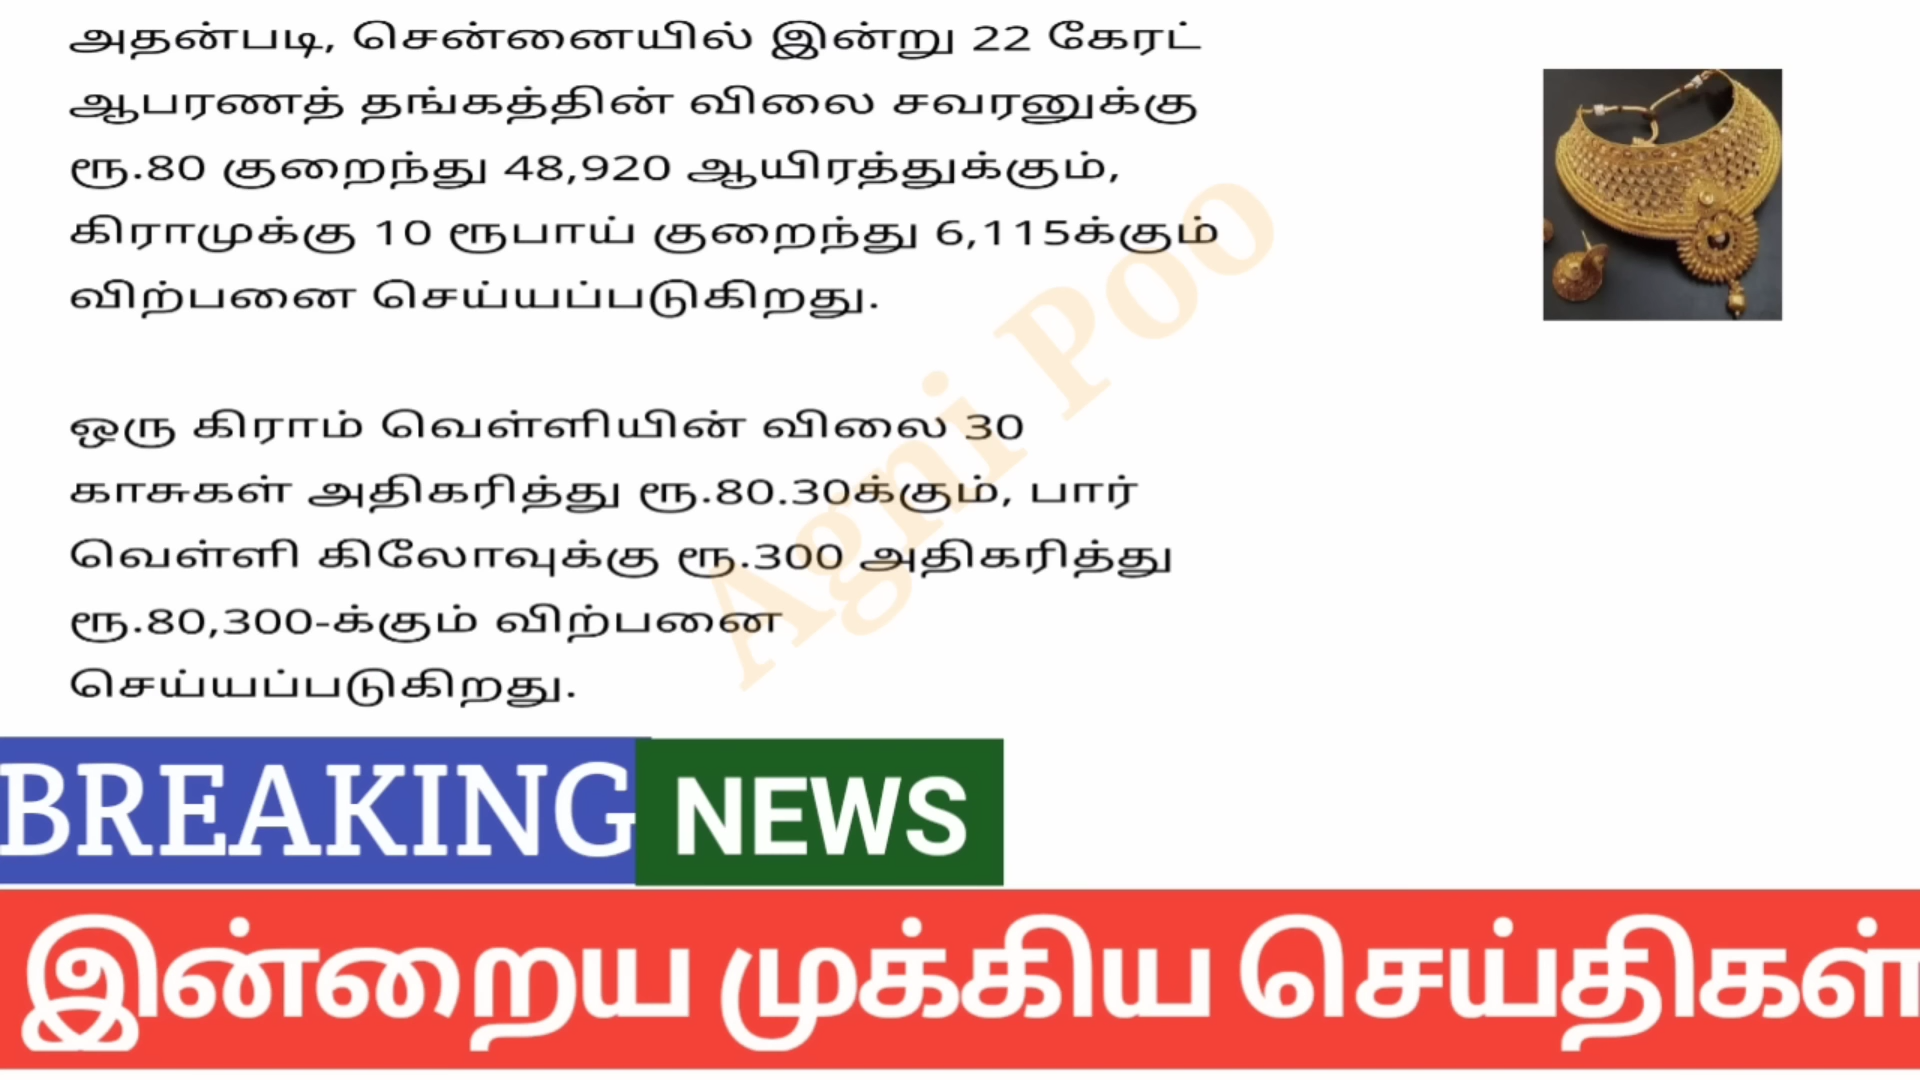 அதன்படி, சென்னையில் இன்று 22 கேரட்
ஆபரணத் தங்கத்தின் விலை சவரனுக்கு
ரூ.80 குறைந்து 48,920 ஆயிரத்துக்கும்,
கிராமுக்கு 10 ரூபாய் குறைந்து 6,115க்கும்
விற்பனை செய்யப்படுகிறது.
ஒரு கிராம் வெள்ளியின் விலை 30
காசுகள் அதிகரித்து ரூ.80.30க்கும், பார்
வெள்ளி கிலோவுக்கு ரூ.300 அதிகரித்து
ரூ.80,300-க்கும் விற்பனை
செய்யப்படுகிறது.
Agni Poo
BREAKING NEWS
இன்றைய முக்கிய செய்திகள்